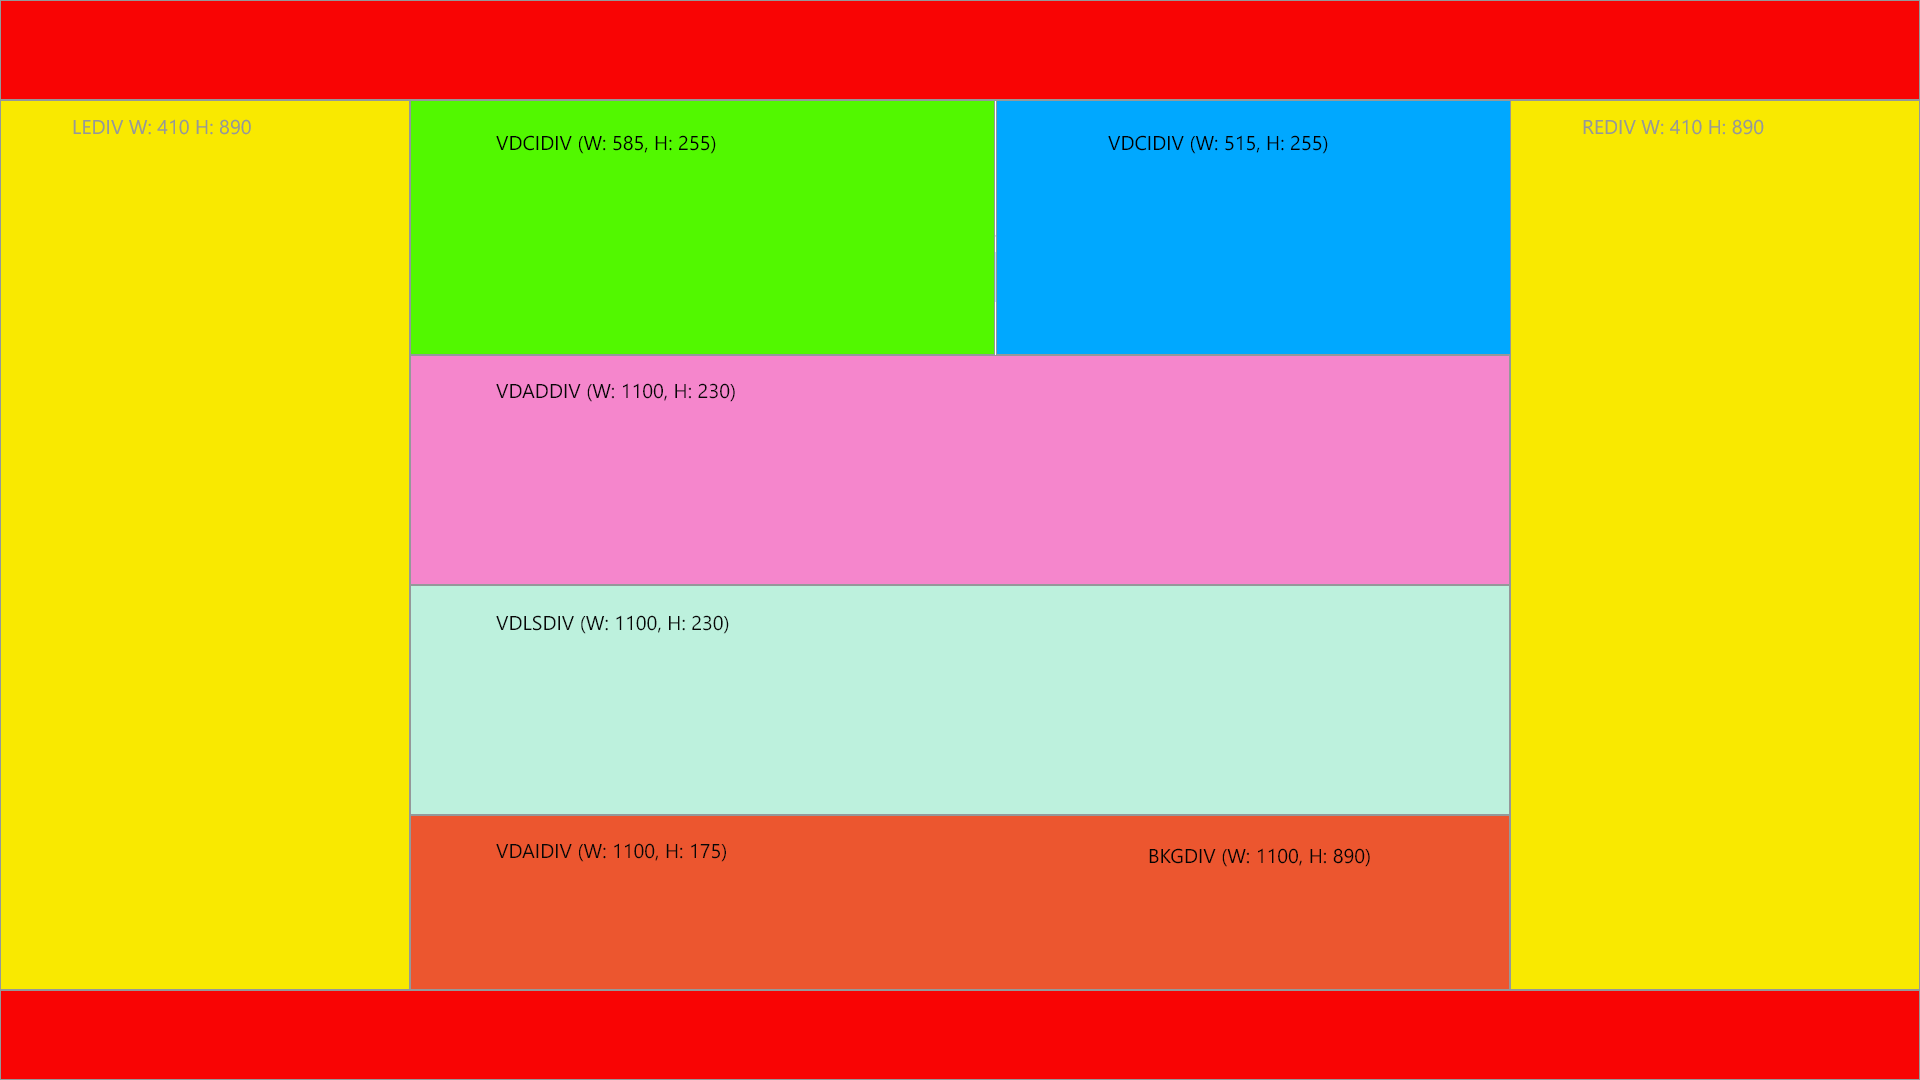 LEDIV W: 410 H: 890
VDCIDIV (W: 585, H: 255)
VDCIDIV (W: 515, H: 255)
REDIV W: 410 H: 890
VDADDIV (W: 1100, H: 230)
VDLSDIV (W: 1100, H: 230)
VDAIDIV (W: 1100, H: 175)
BKGDIV (W: 1100, H: 890)